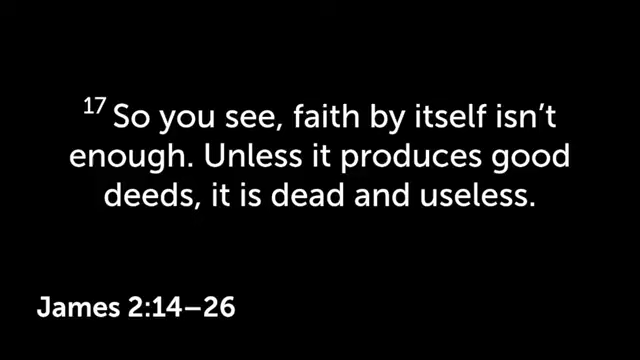 17 So you see, faith by itself isn’t
enough. Unless it produces good
deeds, it is dead and useless.
James 2:14–26